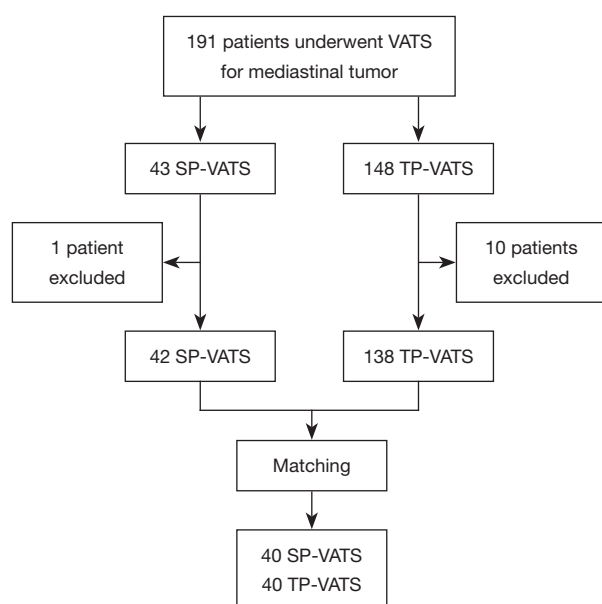 191 patients underwent VATS
for mediastinal tumor
43 SP-VATS
148 TP-VATS
1 patient
excluded
10 patients
excluded
42 SP-VATS
138 TP-VATS
Matching
40 SP-VATS
40 TP-VATS